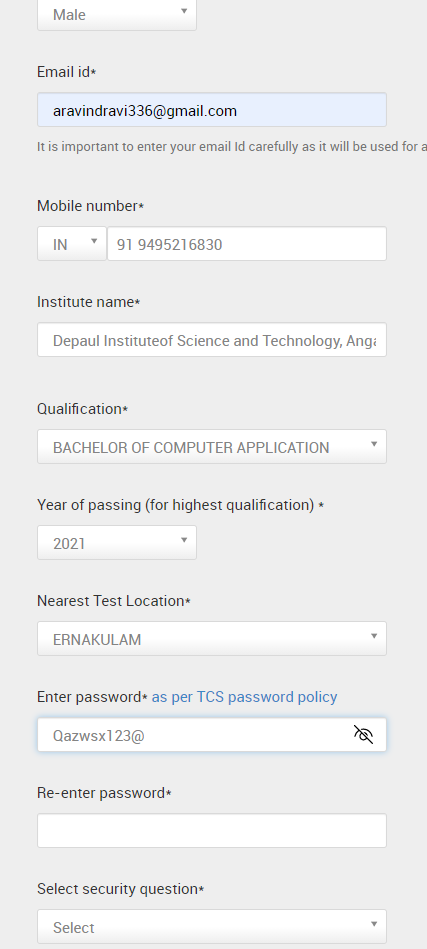 Male
Email id*
aravindravi336@gmail.com
It is important to enter your email Id carefully as it will be used for a
Mobile number*
IN 91 9495216830
Institute name*
Depaul Instituteof Science and Technology, Anga
Qualification*
BACHELOR OF COMPUTER APPLICATION
Year of passing (for highest qualification) *
2021
Nearest Test Location*
ERNAKULAM
Enter password* as per TCS password policy
Qazwsx123@
Re-enter password*
Select security question*
Select